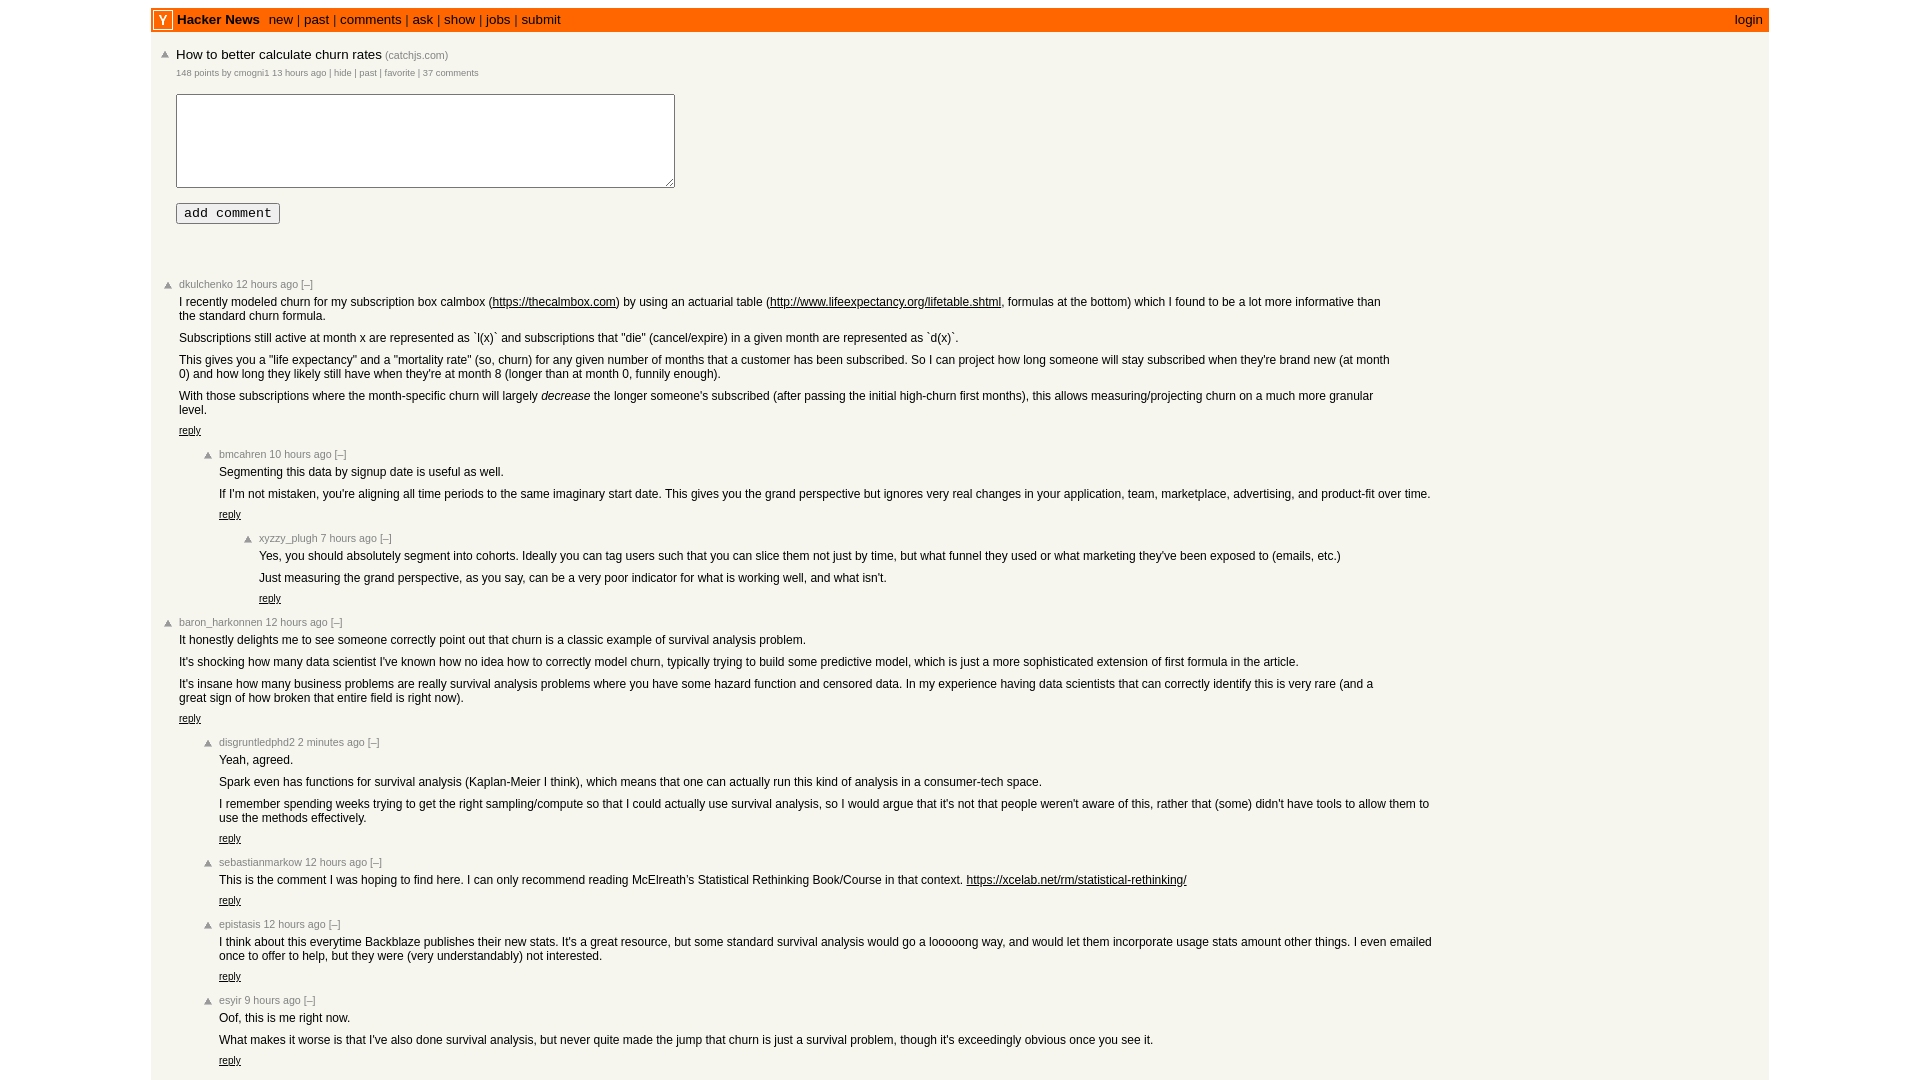 Y Hacker News new | past | comments | ask | show | jobs | submit login
How to better calculate churn rates (catchjs.com)
148 points by cmogni1 13 hours ago | hide | past | favorite | 37 comments
add comment
dkulchenko 12 hours ago [–]
I recently modeled churn for my subscription box calmbox (https://thecalmbox.com) by using an actuarial table (http://www.lifeexpectancy.org/lifetable.shtml, formulas at the bottom) which I found to be a lot more informative than
the standard churn formula.
Subscriptions still active at month x are represented as `l(x)` and subscriptions that "die" (cancel/expire) in a given month are represented as `d(x)`.
This gives you a "life expectancy" and a "mortality rate" (so, churn) for any given number of months that a customer has been subscribed. So I can project how long someone will stay subscribed when they're brand new (at month
0) and how long they likely still have when they're at month 8 (longer than at month 0, funnily enough).
With those subscriptions where the month-specific churn will largely decrease the longer someone's subscribed (after passing the initial high-churn first months), this allows measuring/projecting churn on a much more granular
level.
reply
bmcahren 10 hours ago [–]
Segmenting this data by signup date is useful as well.
If I'm not mistaken, you're aligning all time periods to the same imaginary start date. This gives you the grand perspective but ignores very real changes in your application, team, marketplace, advertising, and product-fit over time.
reply
xyzzy_plugh 7 hours ago [–]
Yes, you should absolutely segment into cohorts. Ideally you can tag users such that you can slice them not just by time, but what funnel they used or what marketing they've been exposed to (emails, etc.)
Just measuring the grand perspective, as you say, can be a very poor indicator for what is working well, and what isn't.
reply
baron_harkonnen 12 hours ago [–]
It honestly delights me to see someone correctly point out that churn is a classic example of survival analysis problem.
It's shocking how many data scientist I've known how no idea how to correctly model churn, typically trying to build some predictive model, which is just a more sophisticated extension of first formula in the article.
It's insane how many business problems are really survival analysis problems where you have some hazard function and censored data. In my experience having data scientists that can correctly identify this is very rare (and a
great sign of how broken that entire field is right now).
reply
disgruntledphd2 2 minutes ago [–]
Yeah, agreed.
Spark even has functions for survival analysis (Kaplan-Meier I think), which means that one can actually run this kind of analysis in a consumer-tech space.
I remember spending weeks trying to get the right sampling/compute so that I could actually use survival analysis, so I would argue that it's not that people weren't aware of this, rather that (some) didn't have tools to allow them to
use the methods effectively.
reply
sebastianmarkow 12 hours ago [–]
This is the comment I was hoping to find here. I can only recommend reading McElreath’s Statistical Rethinking Book/Course in that context. https://xcelab.net/rm/statistical-rethinking/
reply
epistasis 12 hours ago [–]
I think about this everytime Backblaze publishes their new stats. It's a great resource, but some standard survival analysis would go a looooong way, and would let them incorporate usage stats amount other things. I even emailed
once to offer to help, but they were (very understandably) not interested.
reply
esyir 9 hours ago [–]
Oof, this is me right now.
What makes it worse is that I've also done survival analysis, but never quite made the jump that churn is just a survival problem, though it's exceedingly obvious once you see it.
reply